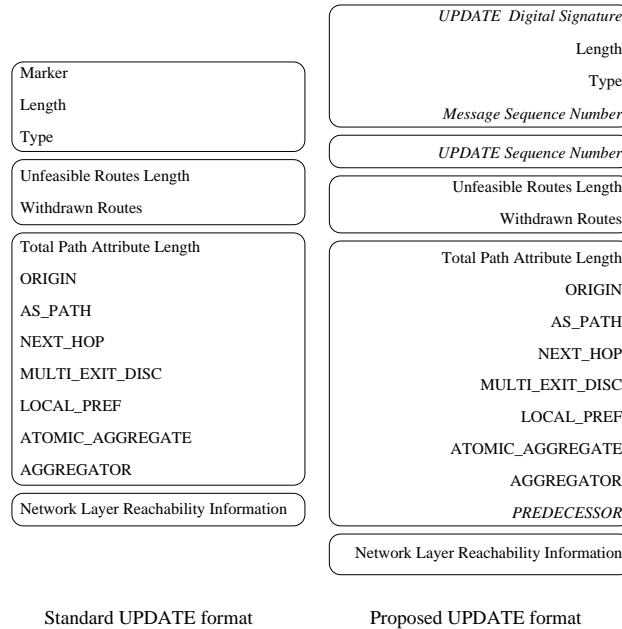 Marker
Length
Type
Unfeasible Routes Length
Withdrawn Routes
Total Path Attribute Length
ORIGIN
AS_PATH
NEXT_HOP
MULTI_EXIT_DISC
LOCAL_PREF
ATOMIC_AGGREGATE
AGGREGATOR
Network Layer Reachability Information
Standard UPDATE format
UPDATE Digital Signature
Length
Type
Message Sequence Number
UPDATE Sequence Number
Unfeasible Routes Length
Withdrawn Routes
Total Path Attribute Length
ORIGIN
AS_PATH
NEXT_HOP
MULTI_EXIT_DISC
LOCAL_PREF
ATOMIC_AGGREGATE
AGGREGATOR
PREDECESSOR
Network Layer Reachability Information
Proposed UPDATE format